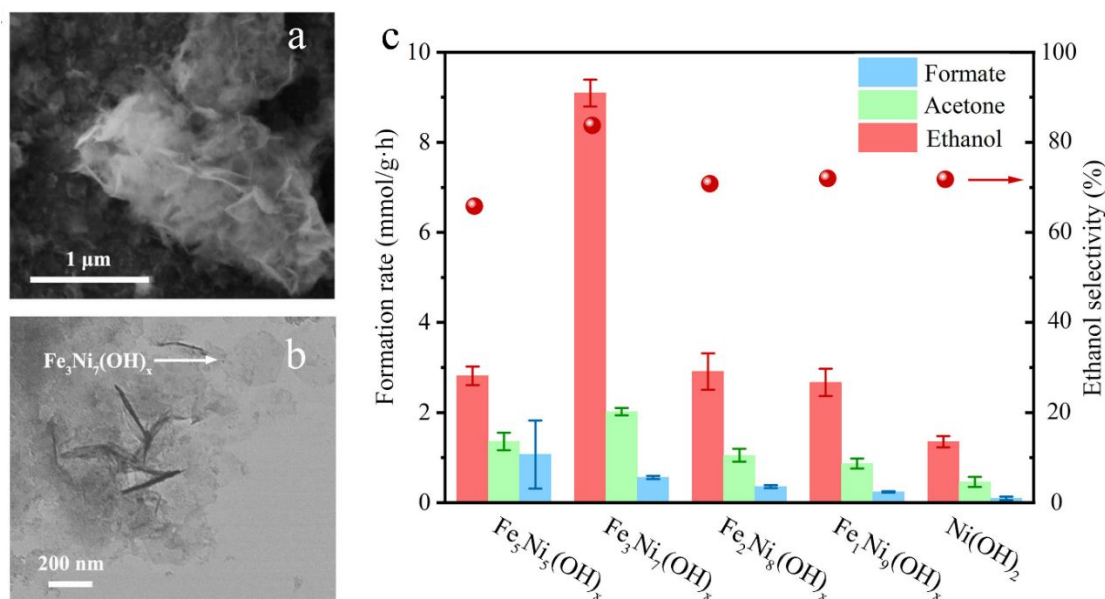 a
1 μm
b
Fe₃Ni₇(OH)ₓ
200 nm
c
Formation rate (mmol/g·h)
10
8
6
4
2
0
Formate
Acetone
Ethanol
100
80
60
40
20
0
Ethanol selectivity (%)
Fe₅Ni₅(OH)ₓ
Fe₃Ni₇(OH)ₓ
Fe₂Ni₈(OH)ₓ
Fe₁Ni₉(OH)ₓ
Ni(OH)₂